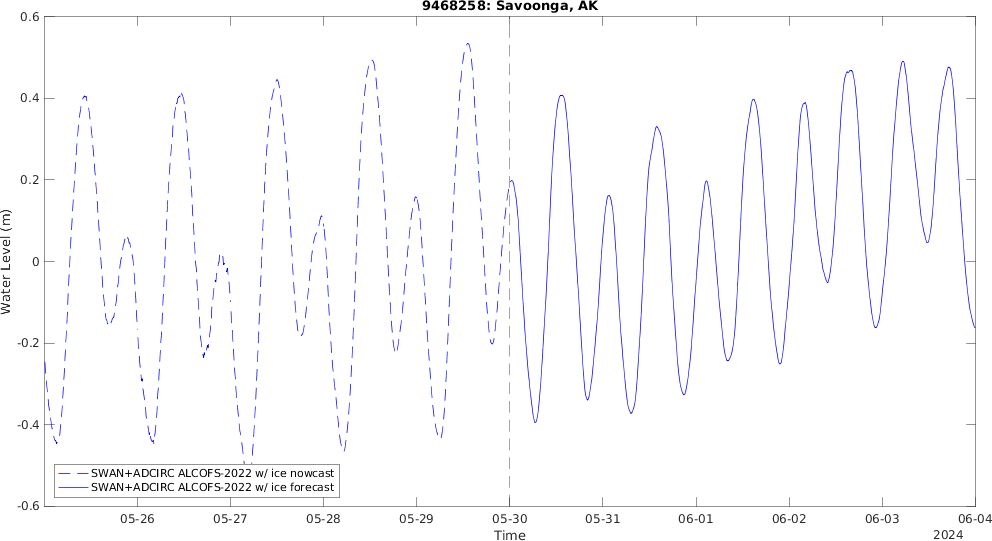 9468258: Savoonga, AK
0.6
0.4
0.2
0
-0.2
-0.4
-0.6
Water Level (m)
SWAN+ADCIRC ALCOFS-2022 w/ ice nowcast
SWAN+ADCIRC ALCOFS-2022 w/ ice forecast
05-26 05-27 05-28 05-29 05-30 05-31 06-01 06-02 06-03 06-04
Time
2024